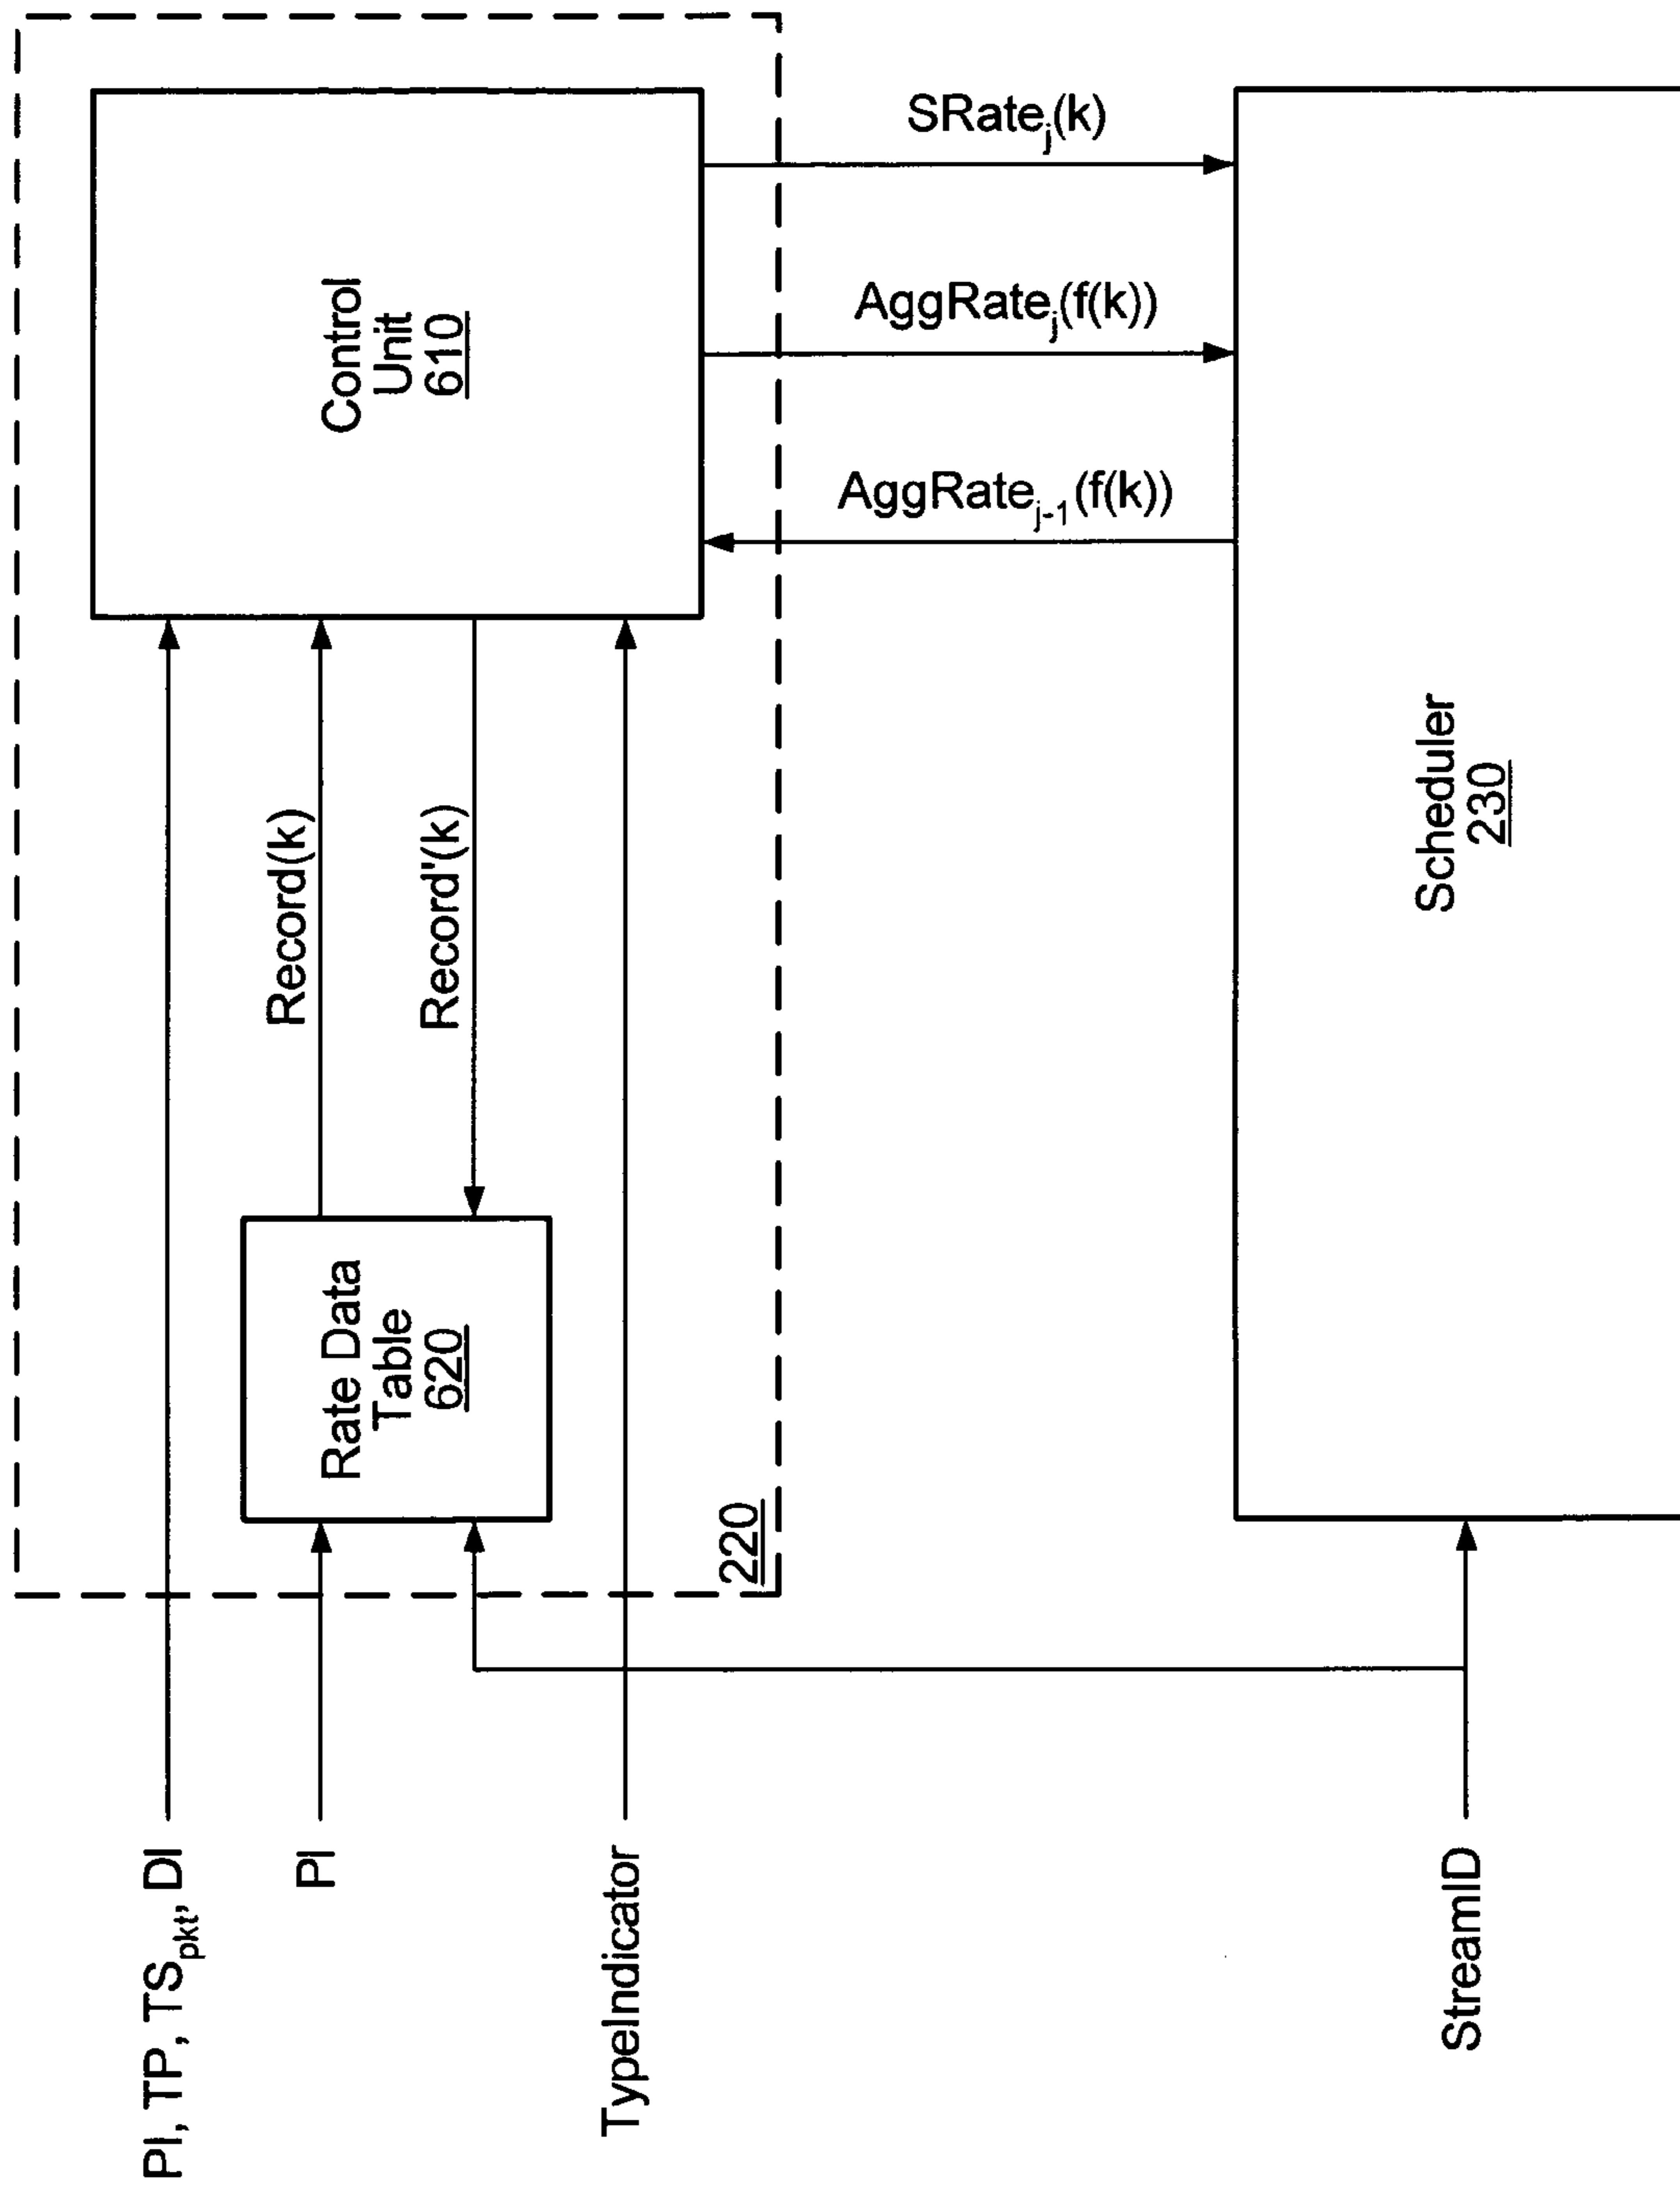 PI, TP, TSpkt, DI
PI
TypeIndicator
StreamID
Rate Data
Table
620
220
Record(k)
Record'(k)
Control
Unit
610
SRatej(k)
AggRatej(f(k))
AggRatej-1(f(k))
Scheduler
230